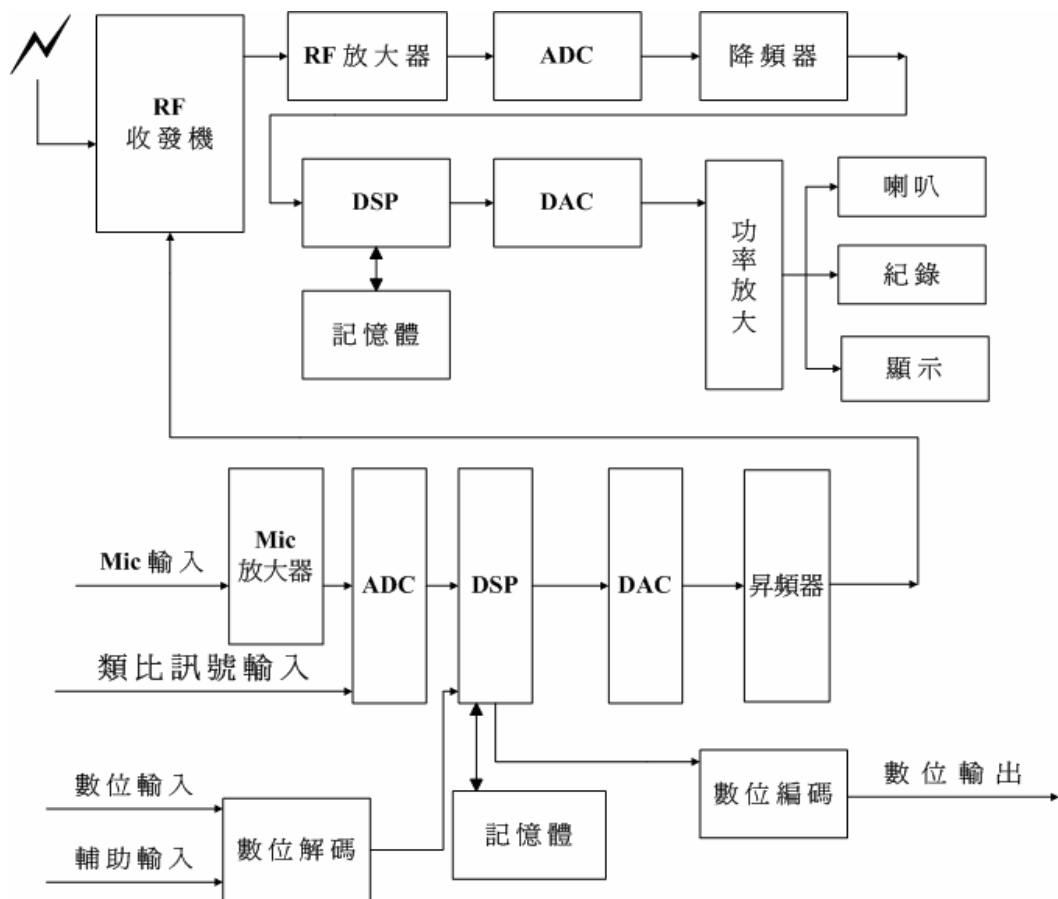 RF
收發機
RF 放大器
ADC
降頻器
DSP
DAC
功率放大
喇叭
紀錄
顯示
記憶體
Mic 輸入
Mic
放大器
ADC
DSP
DAC
昇頻器
類比訊號輸入
數位輸入
輔助輸入
數位解碼
記憶體
數位編碼
數位輸出